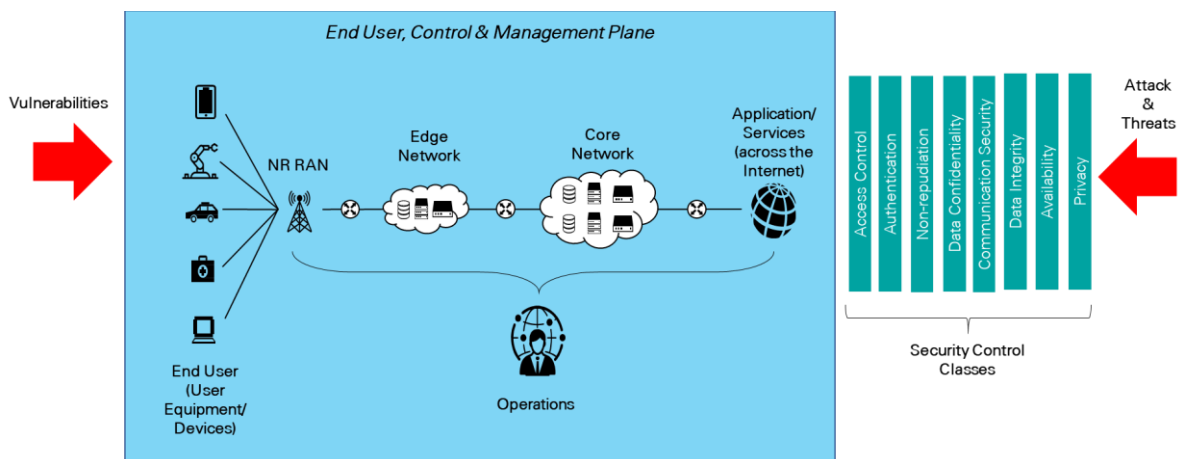 End User, Control & Management Plane
Vulnerabilities
NR RAN
Edge
Network
Core
Network
Application/
Services
(across the
Internet)
End User
(User
Equipment/
Devices)
Operations
Access Control
Authentication
Non-repudiation
Data Confidentiality
Communication Security
Data Integrity
Availability
Privacy
Security Control
Classes
Attack
&
Threats